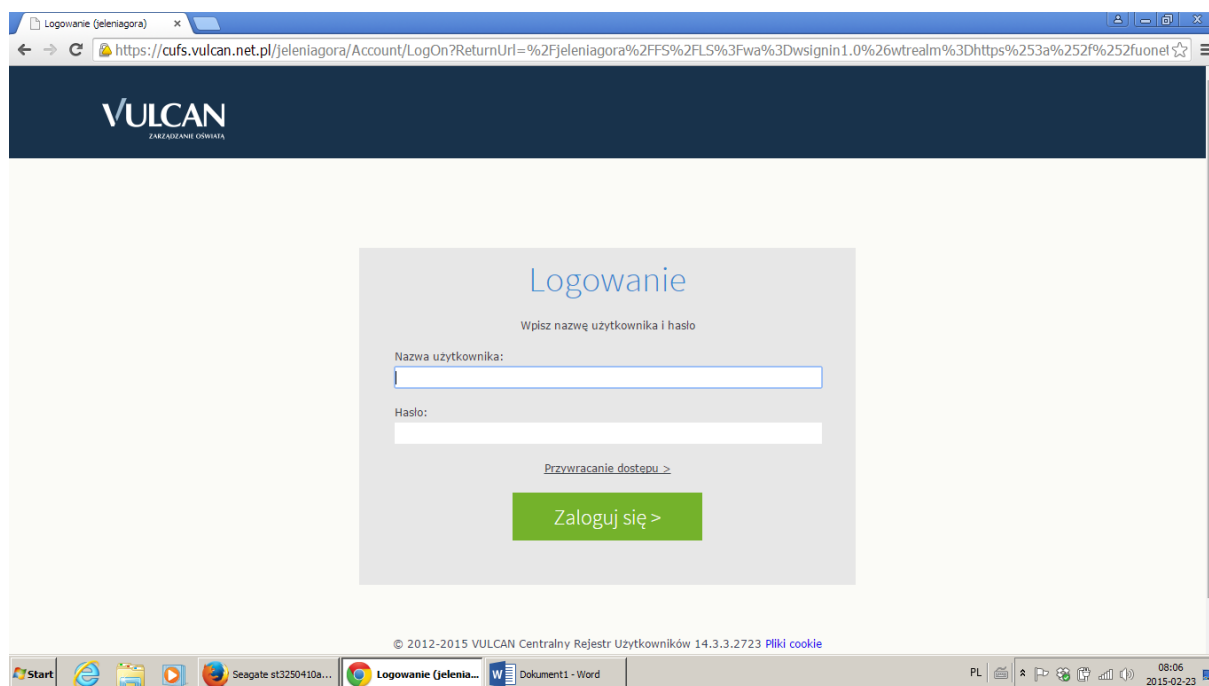 Logowanie (jeleniagora)
https://cufs.vulcan.net.pl/jeleniagora/Account/LogOn?ReturnUrl=%2Fjeleniagora%2FFS%2FLS%3Fwa%3Dwsignin1.0%26wtrealm%3Dhttps%253a%252f%252fuonet
VULCAN
ZARZĄDZANIE OŚWIATĄ
Logowanie
Wpisz nazwę użytkownika i hasło
Nazwa użytkownika:
Hasło:
Przywracanie dostępu >
Zaloguj się >
© 2012-2015 VULCAN Centralny Rejestr Użytkowników 14.3.3.2723 Pliki cookie
Start Seagate st3250410a... Logowanie (jelenia... Dokument1 - Word PL 08:06
2015-02-23